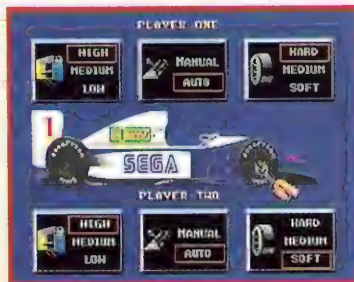 PLAYER ONE
HIGH
MEDIUM
LOW
MANUAL
AUTO
HARD
MEDIUM
SOFT
1
SEGA
PLAYER TWO
HIGH
MEDIUM
LOW
MANUAL
AUTO
HARD
MEDIUM
SOFT